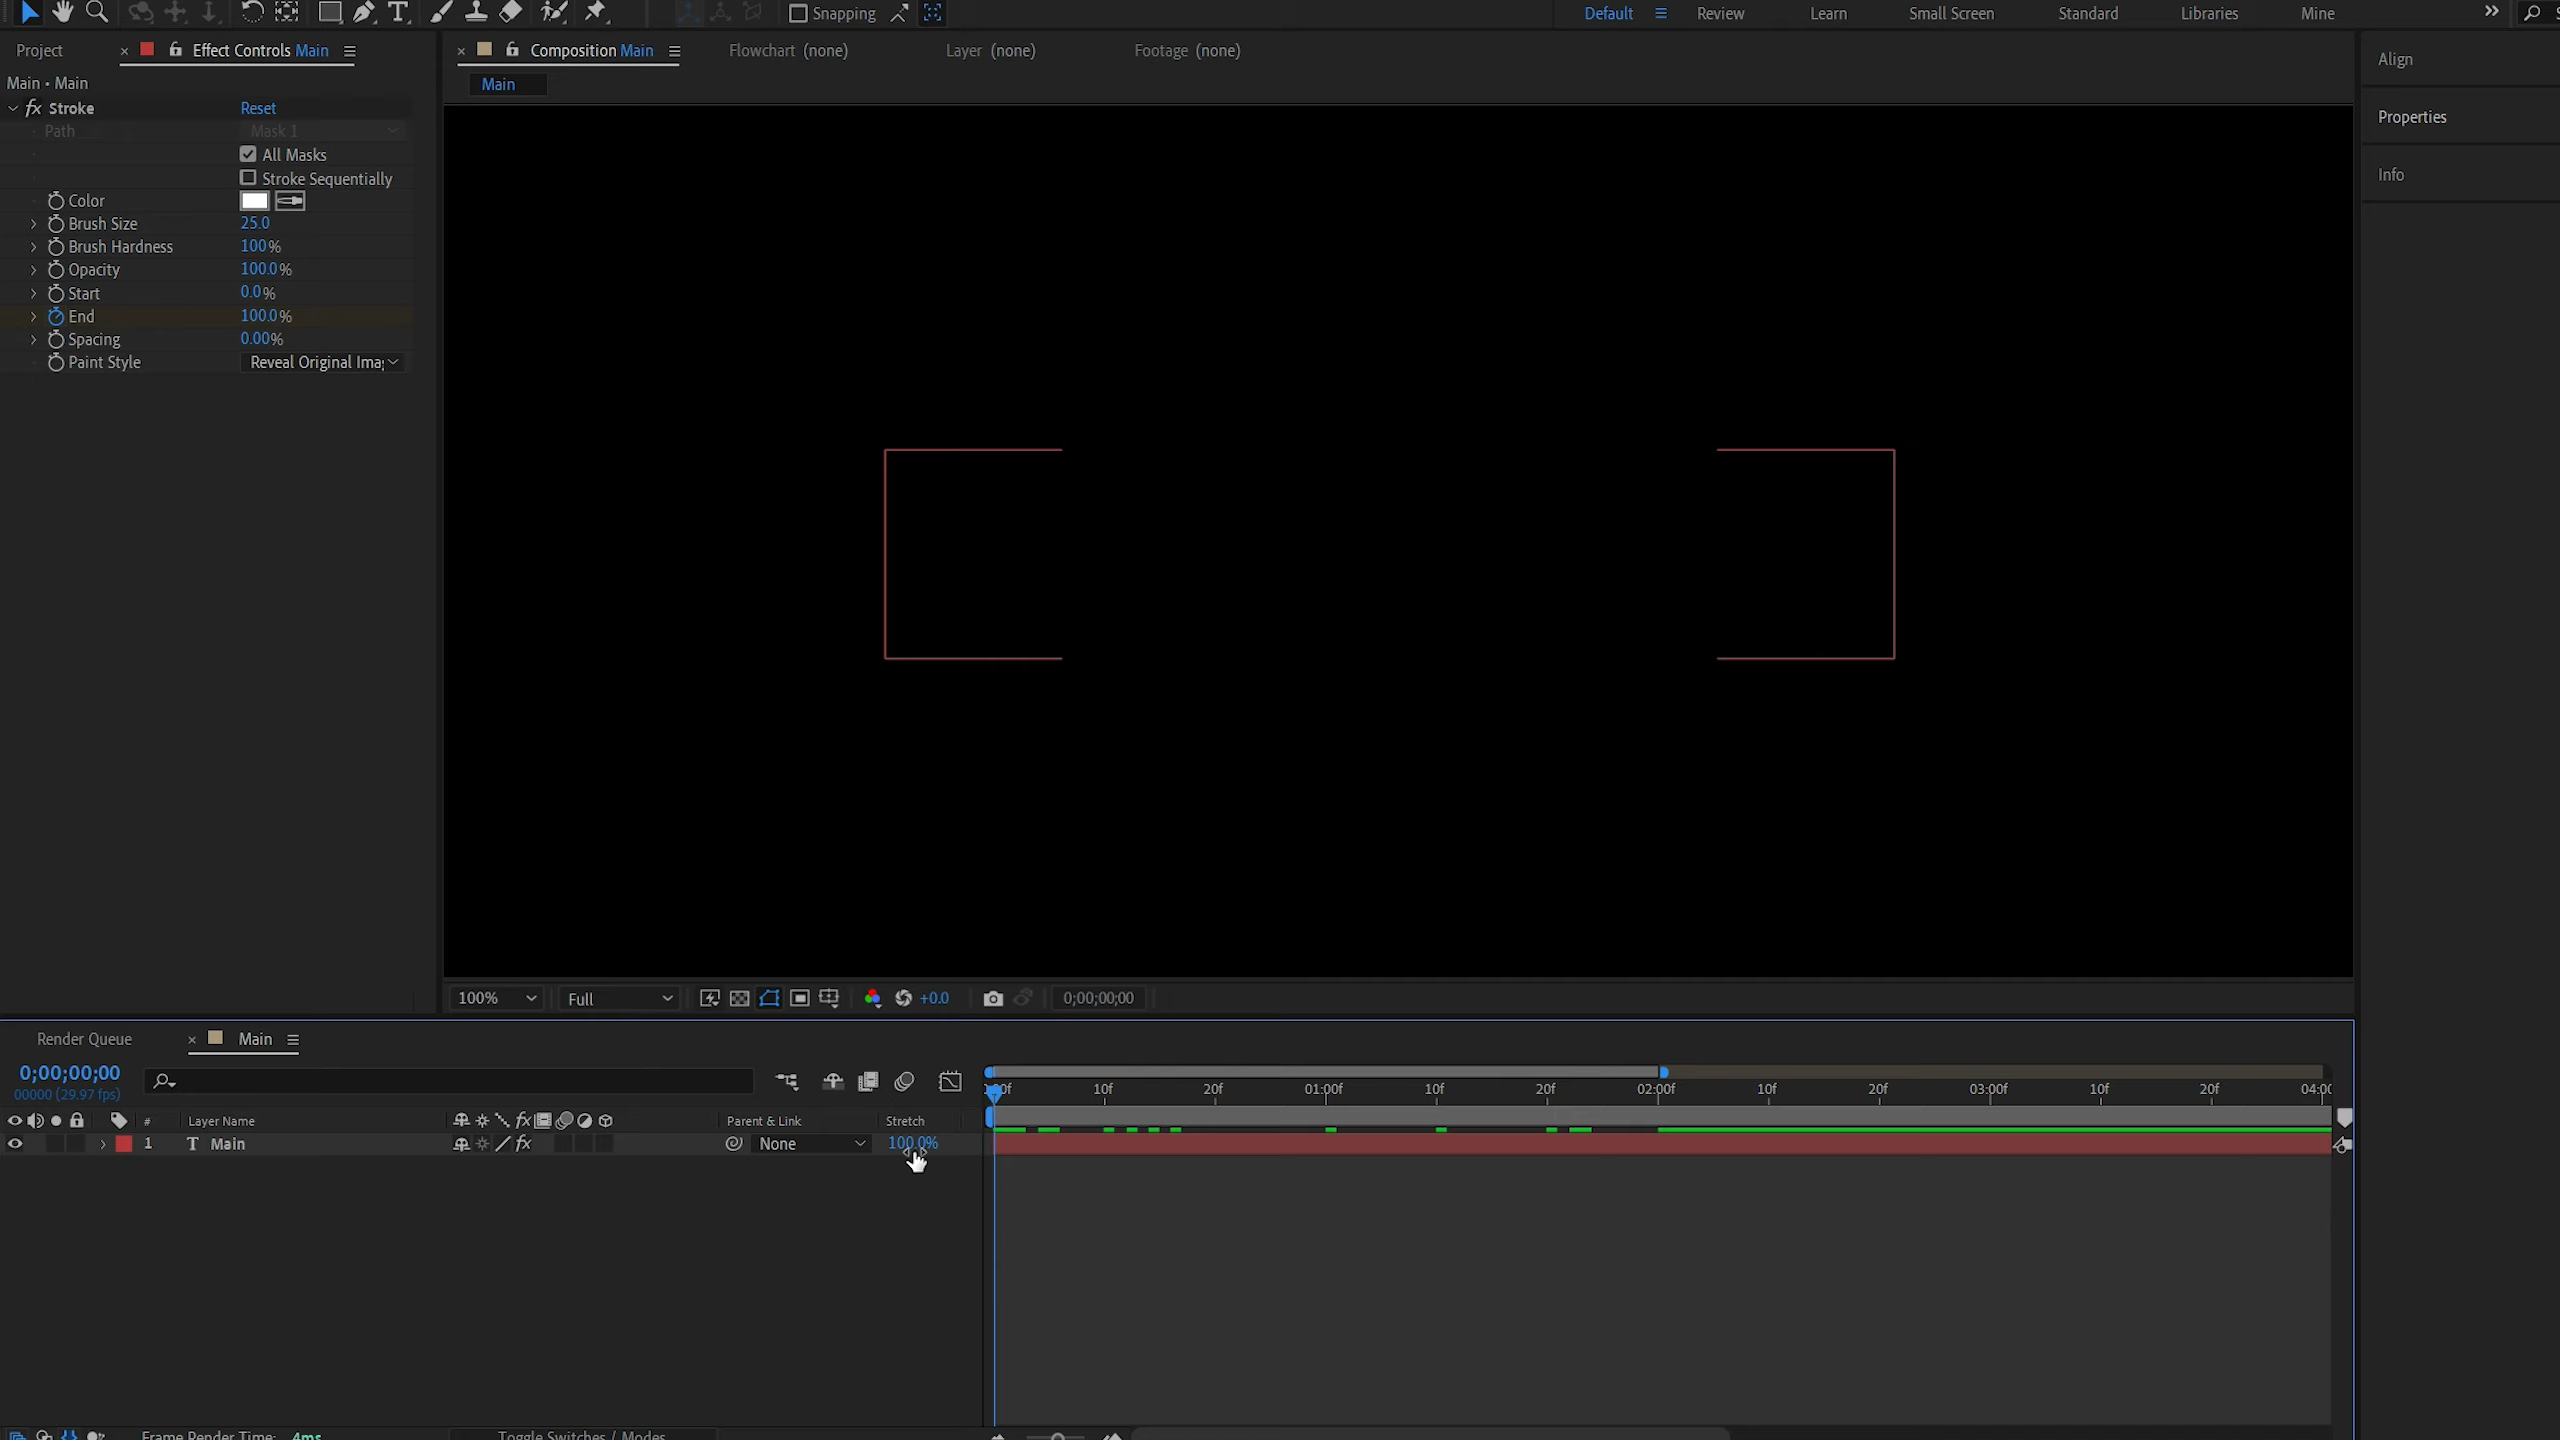 Snapping
Default
Review
Learn
Small Screen
Standard
Libraries
Mine
Project
Effect Controls Main
Composition Main
Flowchart (none)
Layer (none)
Footage (none)
Align
Main • Main
Main
fx Stroke
Reset
Path
Mask 1
Properties
All Masks
Stroke Sequentially
Info
Color
Brush Size
25.0
Brush Hardness
100%
Opacity
100.0%
Start
0.0%
End
100.0%
Spacing
0.00%
Paint Style
Reveal Original Ima
100%
Full
+0.0
0;00;00;00
Render Queue
Main
0;00;00;00
00000 (29.97 fps)
10f
20f
01:00f
10f
20f
02:00f
10f
20f
03:00f
10f
20f
04:00
#
Layer Name
fx
Parent & Link
Stretch
1
T
Main
fx
None
100.0%
Frame Render Time: 4ms
Toggle Switches / Modes